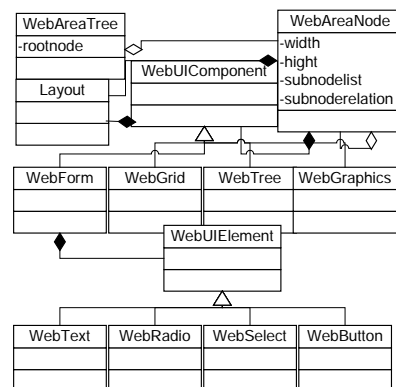 WebAreaTree
-rootnode
WebAreaNode
-width
-hight
-subnodelist
-subnoderelation
WebUIComponent
Layout
WebForm
WebGrid
WebTree
WebGraphics
WebUIElement
WebText
WebRadio
WebSelect
WebButton